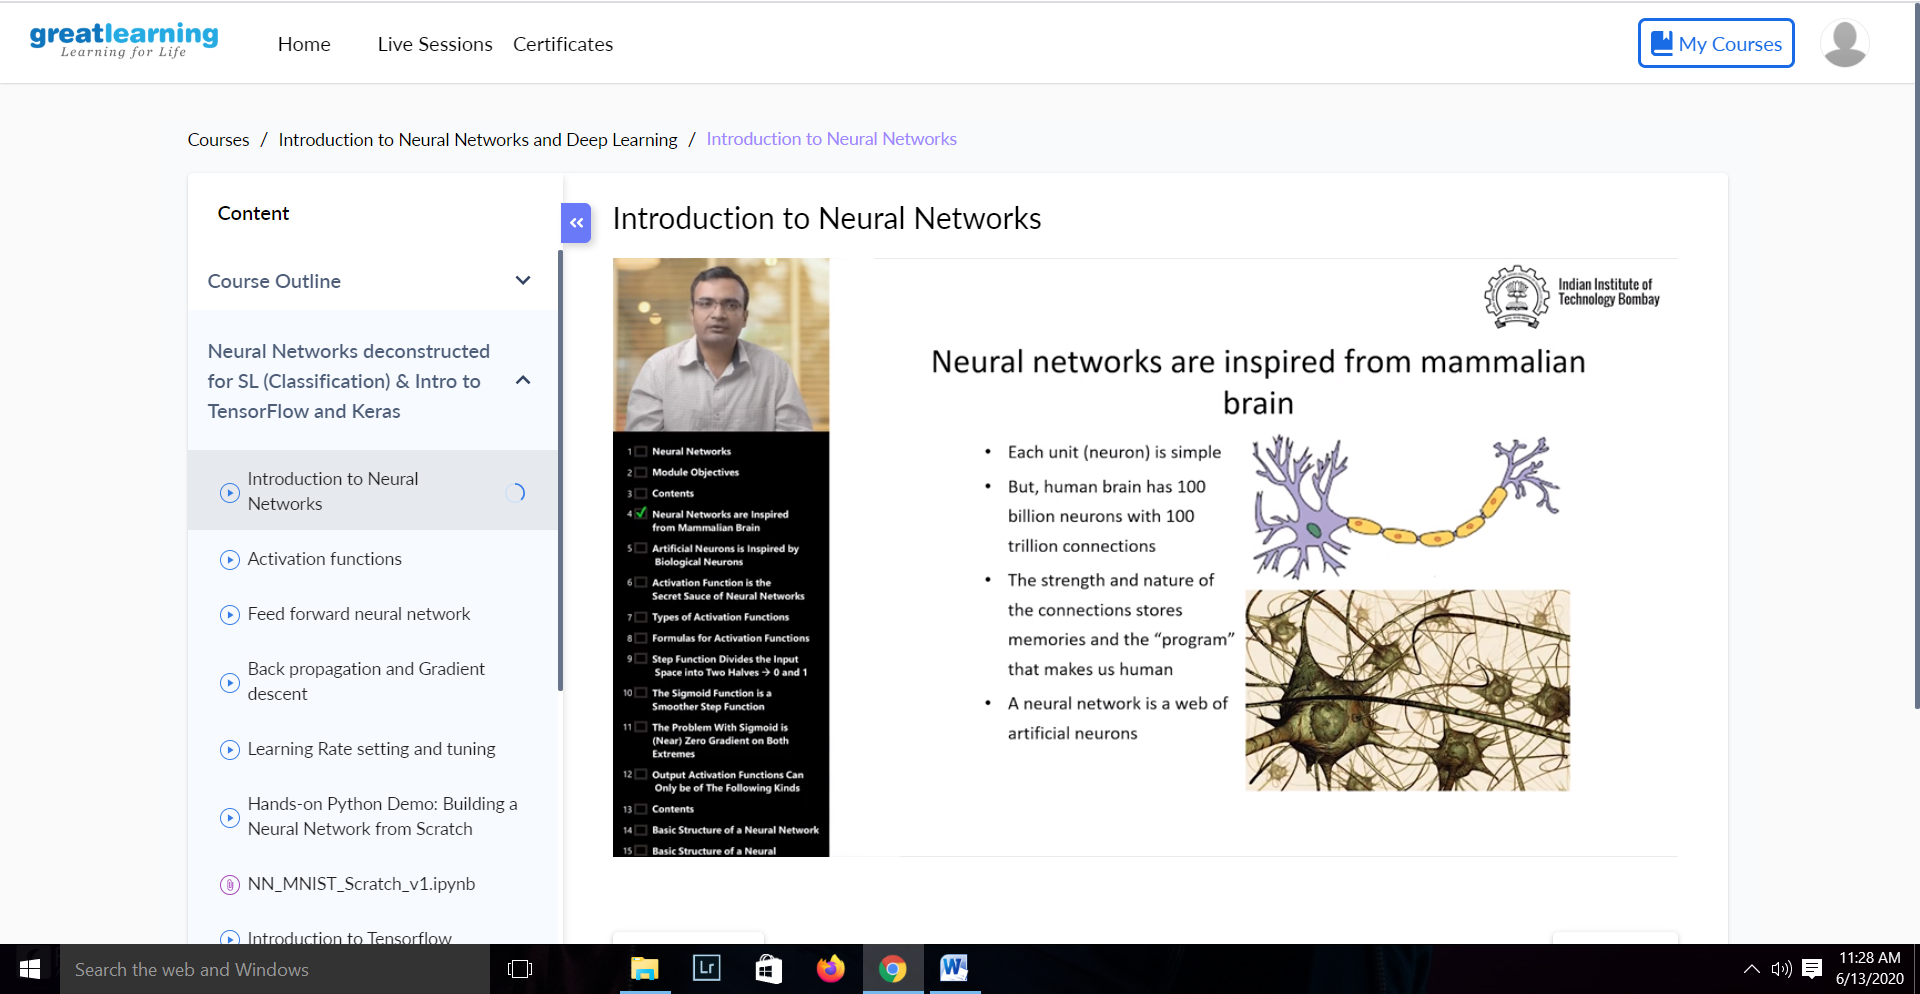 greatlearning
Learning for Life
Home
Live Sessions
Certificates
My Courses
Courses / Introduction to Neural Networks and Deep Learning / Introduction to Neural Networks
Content
Course Outline
Neural Networks deconstructed
for SL (Classification) & Intro to
TensorFlow and Keras
Introduction to Neural
Networks
Activation functions
Feed forward neural network
Back propagation and Gradient
descent
Learning Rate setting and tuning
Hands-on Python Demo: Building a
Neural Network from Scratch
NN_MNIST_Scratch_v1.ipynb
Introduction to Tensorflow
Introduction to Neural Networks
1 Neural Networks
2 Module Objectives
3 Contents
4 Neural Networks are Inspired
from Mammalian Brain
5 Artificial Neurons is Inspired by
Biological Neurons
6 Activation Function is the
Secret Sauce of Neural Networks
7 Types of Activation Functions
8 Formulas for Activation Functions
9 Step Function Divides the Input
Space into Two Halves → 0 and 1
10 The Sigmoid Function is a
Smoother Step Function
11 The Problem With Sigmoid is
(Near) Zero Gradient on Both
Extremes
12 Output Activation Functions Can
Only be of The Following Kinds
13 Contents
14 Basic Structure of a Neural Network
15 Basic Structure of a Neural
Indian Institute of
Technology Bombay
Neural networks are inspired from mammalian
brain
• Each unit (neuron) is simple
• But, human brain has 100
billion neurons with 100
trillion connections
• The strength and nature of
the connections stores
memories and the “program”
that makes us human
• A neural network is a web of
artificial neurons
Search the web and Windows
Lr
W
11:28 AM
6/13/2020